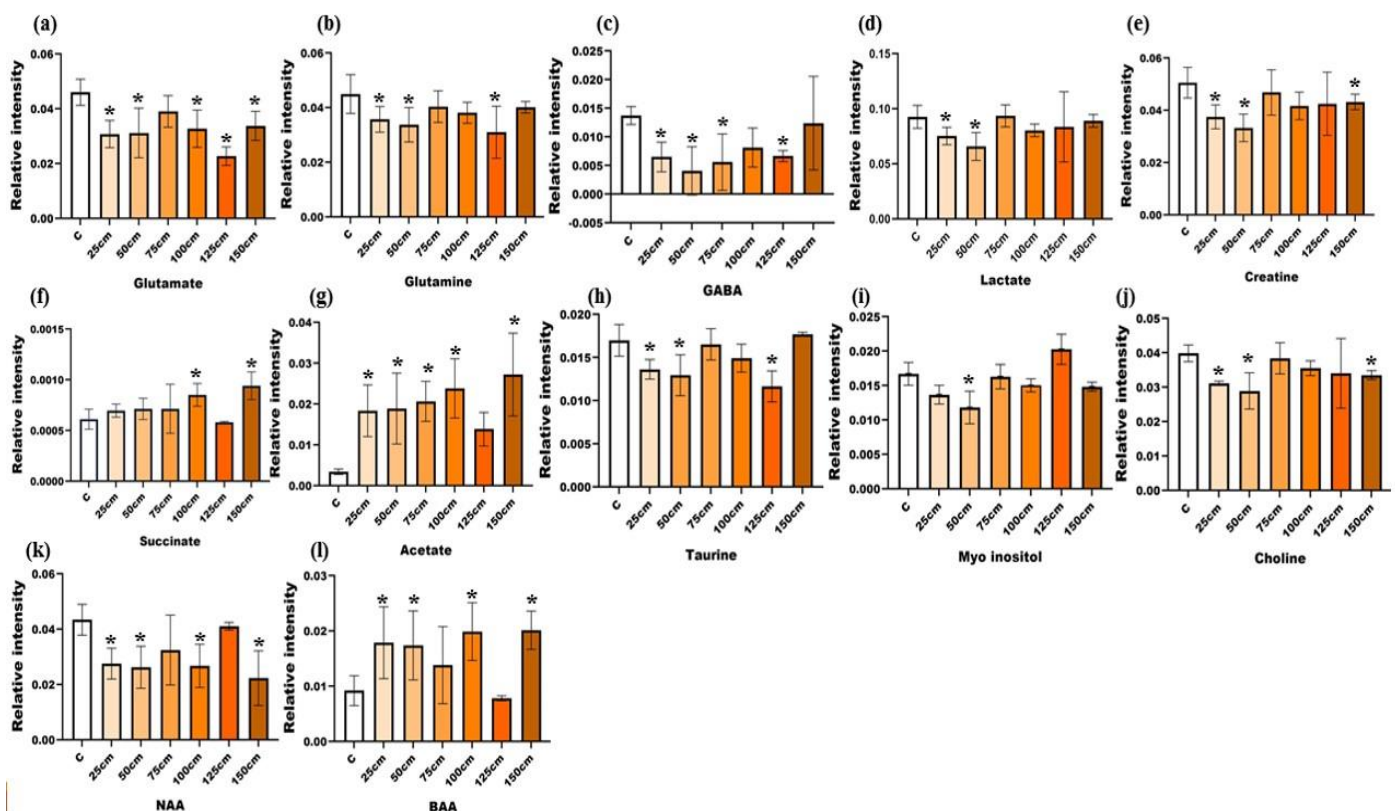 (a)
Relative intensity
0.06
0.04
0.02
0.00
* * * * *
C 25cm 50cm 75cm 100cm 125cm 150cm
Glutamate
(b)
Relative intensity
0.06
0.04
0.02
0.00
* * *
C 25cm 50cm 75cm 100cm 125cm 150cm
Glutamine
(c)
Relative intensity
0.025
0.020
0.015
0.010
0.005
0.000
-0.005
* * * *
C 25cm 50cm 75cm 100cm 125cm 150cm
GABA
(d)
Relative intensity
0.15
0.10
0.05
0.00
* *
C 25cm 50cm 75cm 100cm 125cm 150cm
Lactate
(e)
Relative intensity
0.06
0.04
0.02
0.00
* * *
C 25cm 50cm 75cm 100cm 125cm 150cm
Creatine
(f)
Relative intensity
0.0015
0.0010
0.0005
0.0000
* *
C 25cm 50cm 75cm 100cm 125cm 150cm
Succinate
(g)
Relative intensity
0.04
0.03
0.02
0.01
0.00
* * * * *
C 25cm 50cm 75cm 100cm 125cm 150cm
Acetate
(h)
Relative intensity
0.020
0.015
0.010
0.005
0.000
* * *
C 25cm 50cm 75cm 100cm 125cm 150cm
Taurine
(i)
Relative intensity
0.025
0.020
0.015
0.010
0.005
0.000
*
C 25cm 50cm 75cm 100cm 125cm 150cm
Myo inositol
(j)
Relative intensity
0.05
0.04
0.03
0.02
0.01
0.00
* * *
C 25cm 50cm 75cm 100cm 125cm 150cm
Choline
(k)
Relative intensity
0.06
0.04
0.02
0.00
* * * *
C 25cm 50cm 75cm 100cm 125cm 150cm
NAA
(l)
Relative intensity
0.03
0.02
0.01
0.00
* * * *
C 25cm 50cm 75cm 100cm 125cm 150cm
BAA